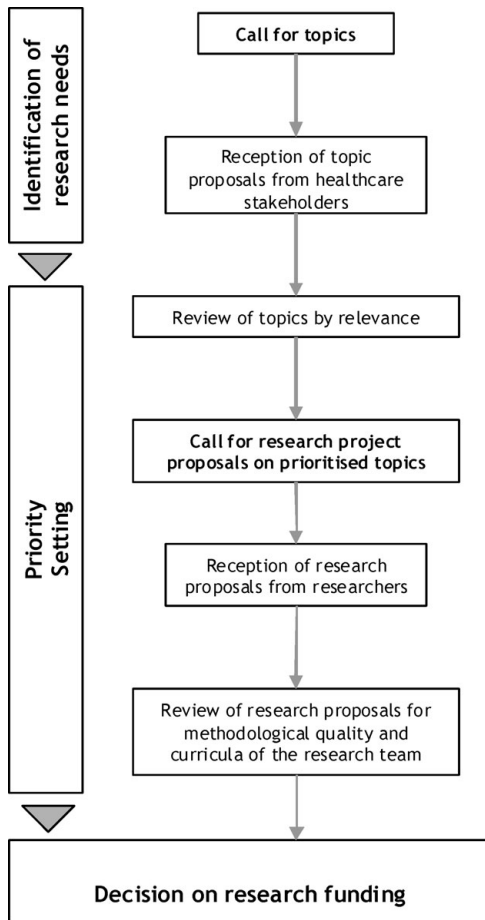 Identification of
research needs
Call for topics
Reception of topic
proposals from healthcare
stakeholders
Priority
Setting
Review of topics by relevance
Call for research project
proposals on prioritised topics
Reception of research
proposals from researchers
Review of research proposals for
methodological quality and
curricula of the research team
Decision on research funding